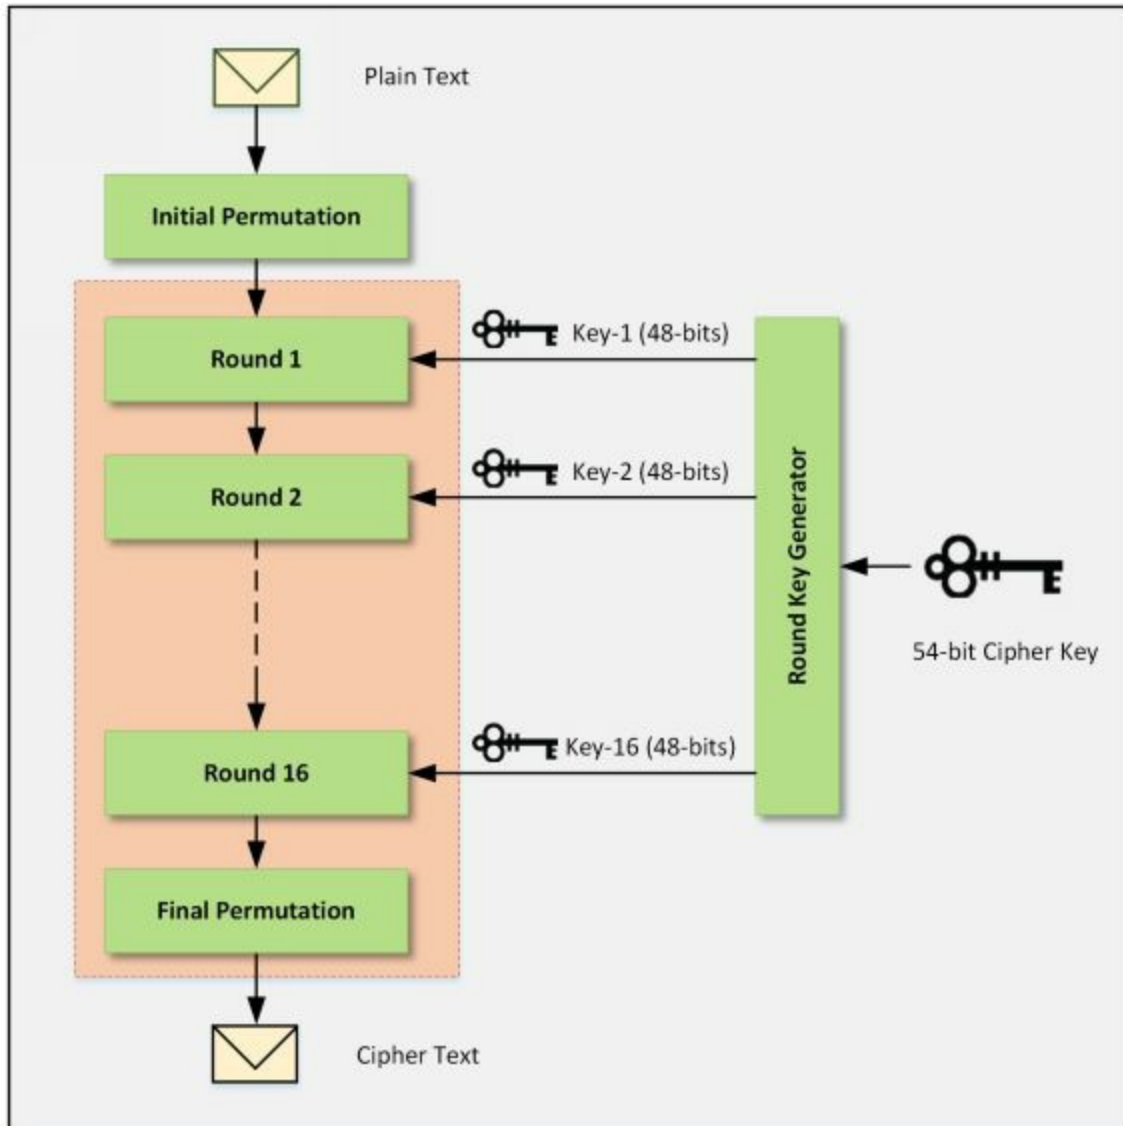 Plain Text
Initial Permutation
Key-1 (48-bits)
Round 1
Key-2 (48-bits)
Round 2
Round Key Generator
54-bit Cipher Key
Key-16 (48-bits)
Round 16
Final Permutation
Cipher Text